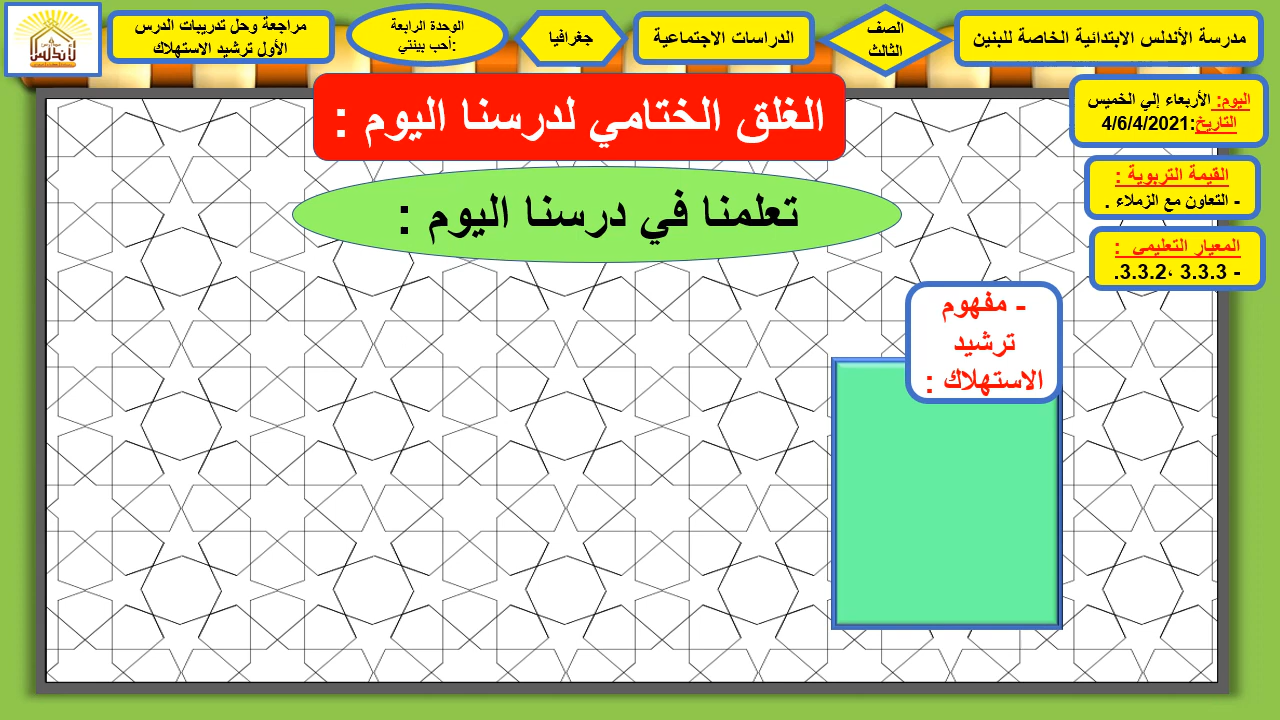 مدرسة الأندلس الابتدائية الخاصة للبنين
الصف
الثالث
الدراسات الاجتماعية
جغرافيا
الوحدة الرابعة
:أحب بيئتي
مراجعة وحل تدريبات الدرس
الأول ترشيد الاستهلاك
الأندلس
اليوم: الأربعاء إلي الخميس
التاريخ:4/6/4/2021
القيمة التربوية :
- التعاون مع الزملاء .
المعيار التعليمي :
- 3.3.3 ،3.3.2.
الغلق الختامي لدرسنا اليوم :
تعلمنا في درسنا اليوم :
- مفهوم
ترشيد
الاستهلاك :